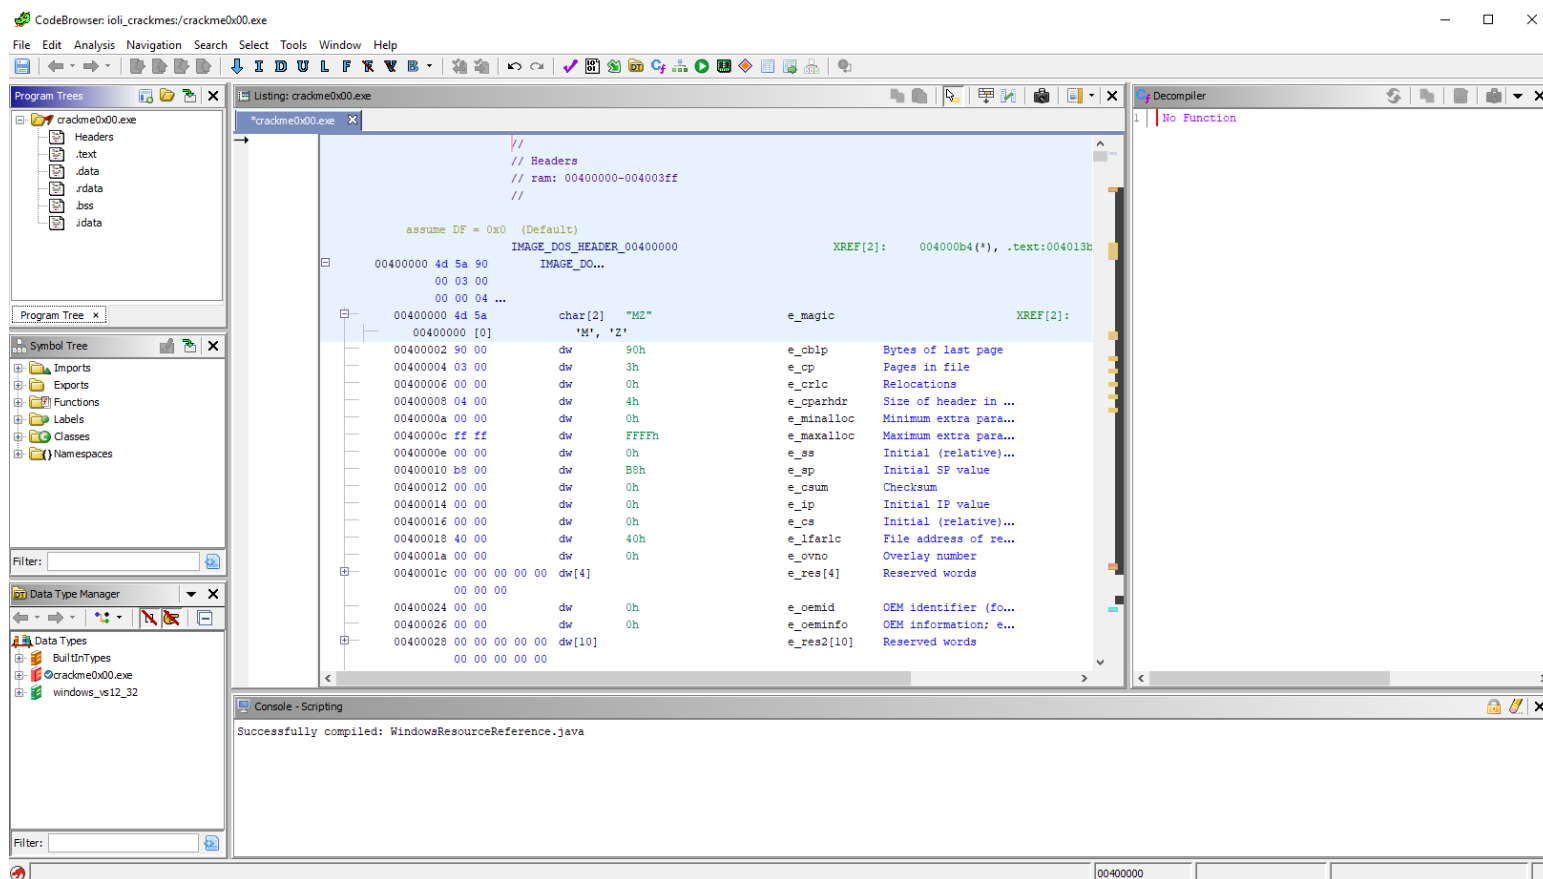 CodeBrowser: ioli_crackmes:/crackme0x00.exe
File Edit Analysis Navigation Search Select Tools Window Help
I D U L F R V B
Program Trees
crackme0x00.exe
Headers
.text
.data
.rdata
.bss
.idata
Program Tree ×
Symbol Tree
Imports
Exports
Functions
Labels
Classes
Namespaces
Filter:
Data Type Manager
Data Types
BuiltInTypes
crackme0x00.exe
windows_vs12_32
Filter:
Listing: crackme0x00.exe
*crackme0x00.exe
//
// Headers
// ram: 00400000-004003ff
//
assume DF = 0x0 (Default)
IMAGE_DOS_HEADER_00400000 XREF[2]: 004000b4(*), .text:004013b
00400000 4d 5a 90 IMAGE_DO...
00 03 00
00 00 04 ...
00400000 4d 5a char[2] "MZ" e_magic XREF[2]:
00400000 [0] 'M', 'Z'
00400002 90 00 dw 90h e_cblp Bytes of last page
00400004 03 00 dw 3h e_cp Pages in file
00400006 00 00 dw 0h e_crlc Relocations
00400008 04 00 dw 4h e_cparhdr Size of header in ...
0040000a 00 00 dw 0h e_minalloc Minimum extra para...
0040000c ff ff dw FFFFh e_maxalloc Maximum extra para...
0040000e 00 00 dw 0h e_ss Initial (relative)...
00400010 b8 00 dw B8h e_sp Initial SP value
00400012 00 00 dw 0h e_csum Checksum
00400014 00 00 dw 0h e_ip Initial IP value
00400016 00 00 dw 0h e_cs Initial (relative)...
00400018 40 00 dw 40h e_lfarlc File address of re...
0040001a 00 00 dw 0h e_ovno Overlay number
0040001c 00 00 00 00 00 dw[4] e_res[4] Reserved words
00 00 00
00400024 00 00 dw 0h e_oemid OEM identifier (fo...
00400026 00 00 dw 0h e_oeminfo OEM information; e...
00400028 00 00 00 00 00 dw[10] e_res2[10] Reserved words
00 00 00 00 00
Decompiler
1 No Function
Console - Scripting
Successfully compiled: WindowsResourceReference.java
00400000